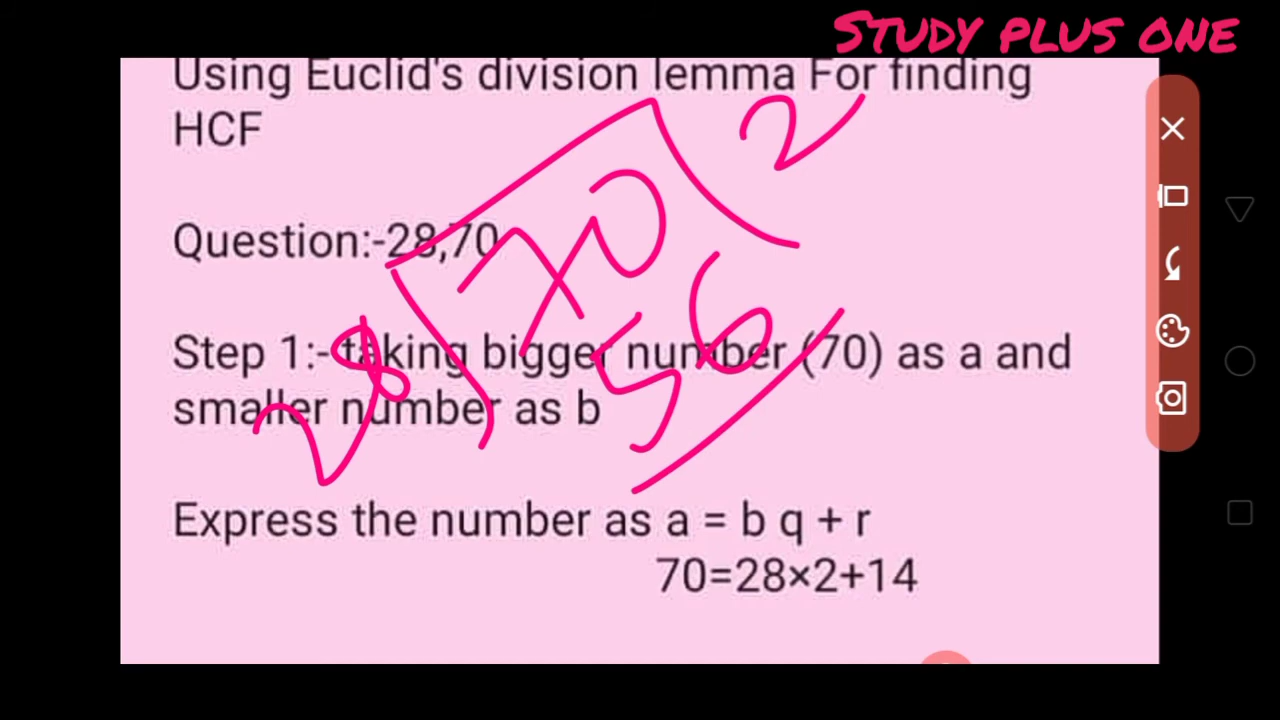 STUDY PLUS ONE
Using Euclid's division lemma For finding
HCF
Question:-28,70
Step 1:-taking bigger number (70) as a and
smaller number as b
Express the number as a = b q + r
70=28×2+14
2
70
56
28